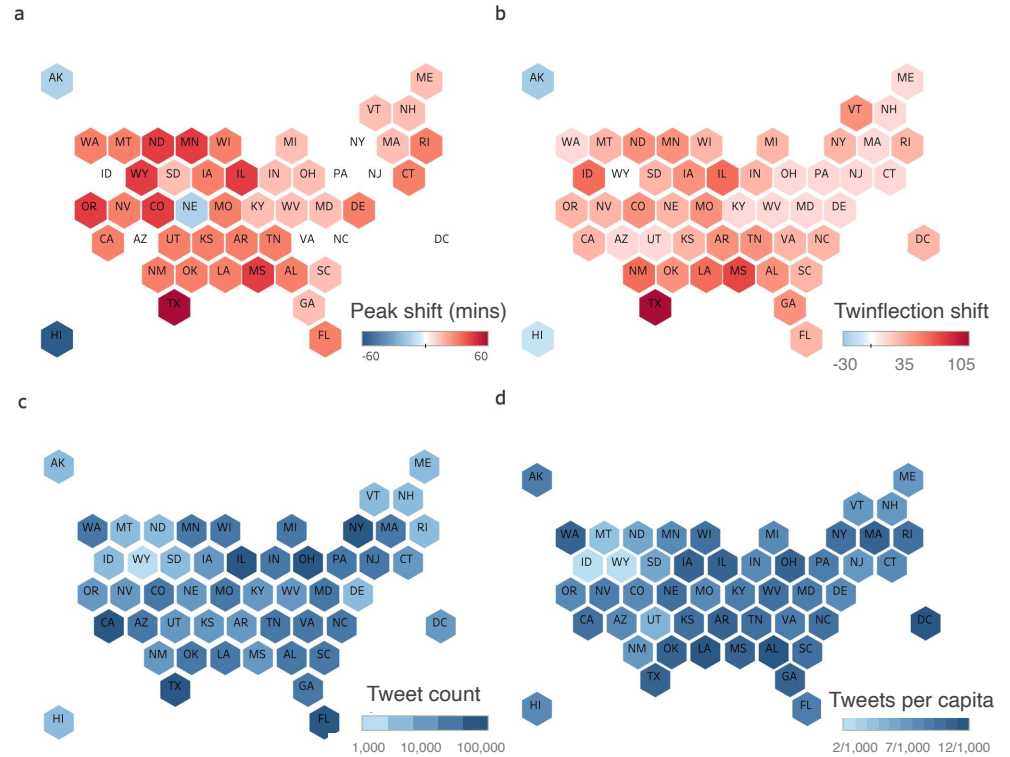 a
AK
ME
VT NH
WA MT ND MN WI MI NY MA RI
ID WY SD IA IL IN OH PA NJ CT
OR NV CO NE MO KY WV MD DE
CA AZ UT KS AR TN VA NC DC
NM OK LA MS AL SC
TX GA
HI FL
Peak shift (mins)
-60 60
b
AK
ME
VT NH
WA MT ND MN WI MI NY MA RI
ID WY SD IA IL IN OH PA NJ CT
OR NV CO NE MO KY WV MD DE
CA AZ UT KS AR TN VA NC DC
NM OK LA MS AL SC
TX GA
HI FL
Twinflection shift
-30 35 105
c
AK
ME
VT NH
WA MT ND MN WI MI NY MA RI
ID WY SD IA IL IN OH PA NJ CT
OR NV CO NE MO KY WV MD DE
CA AZ UT KS AR TN VA NC DC
NM OK LA MS AL SC
TX GA
HI FL
Tweet count
1,000 10,000 100,000
d
AK
ME
VT NH
WA MT ND MN WI MI NY MA RI
ID WY SD IA IL IN OH PA NJ CT
OR NV CO NE MO KY WV MD DE
CA AZ UT KS AR TN VA NC DC
NM OK LA MS AL SC
TX GA
HI FL
Tweets per capita
2/1,000 7/1,000 12/1,000